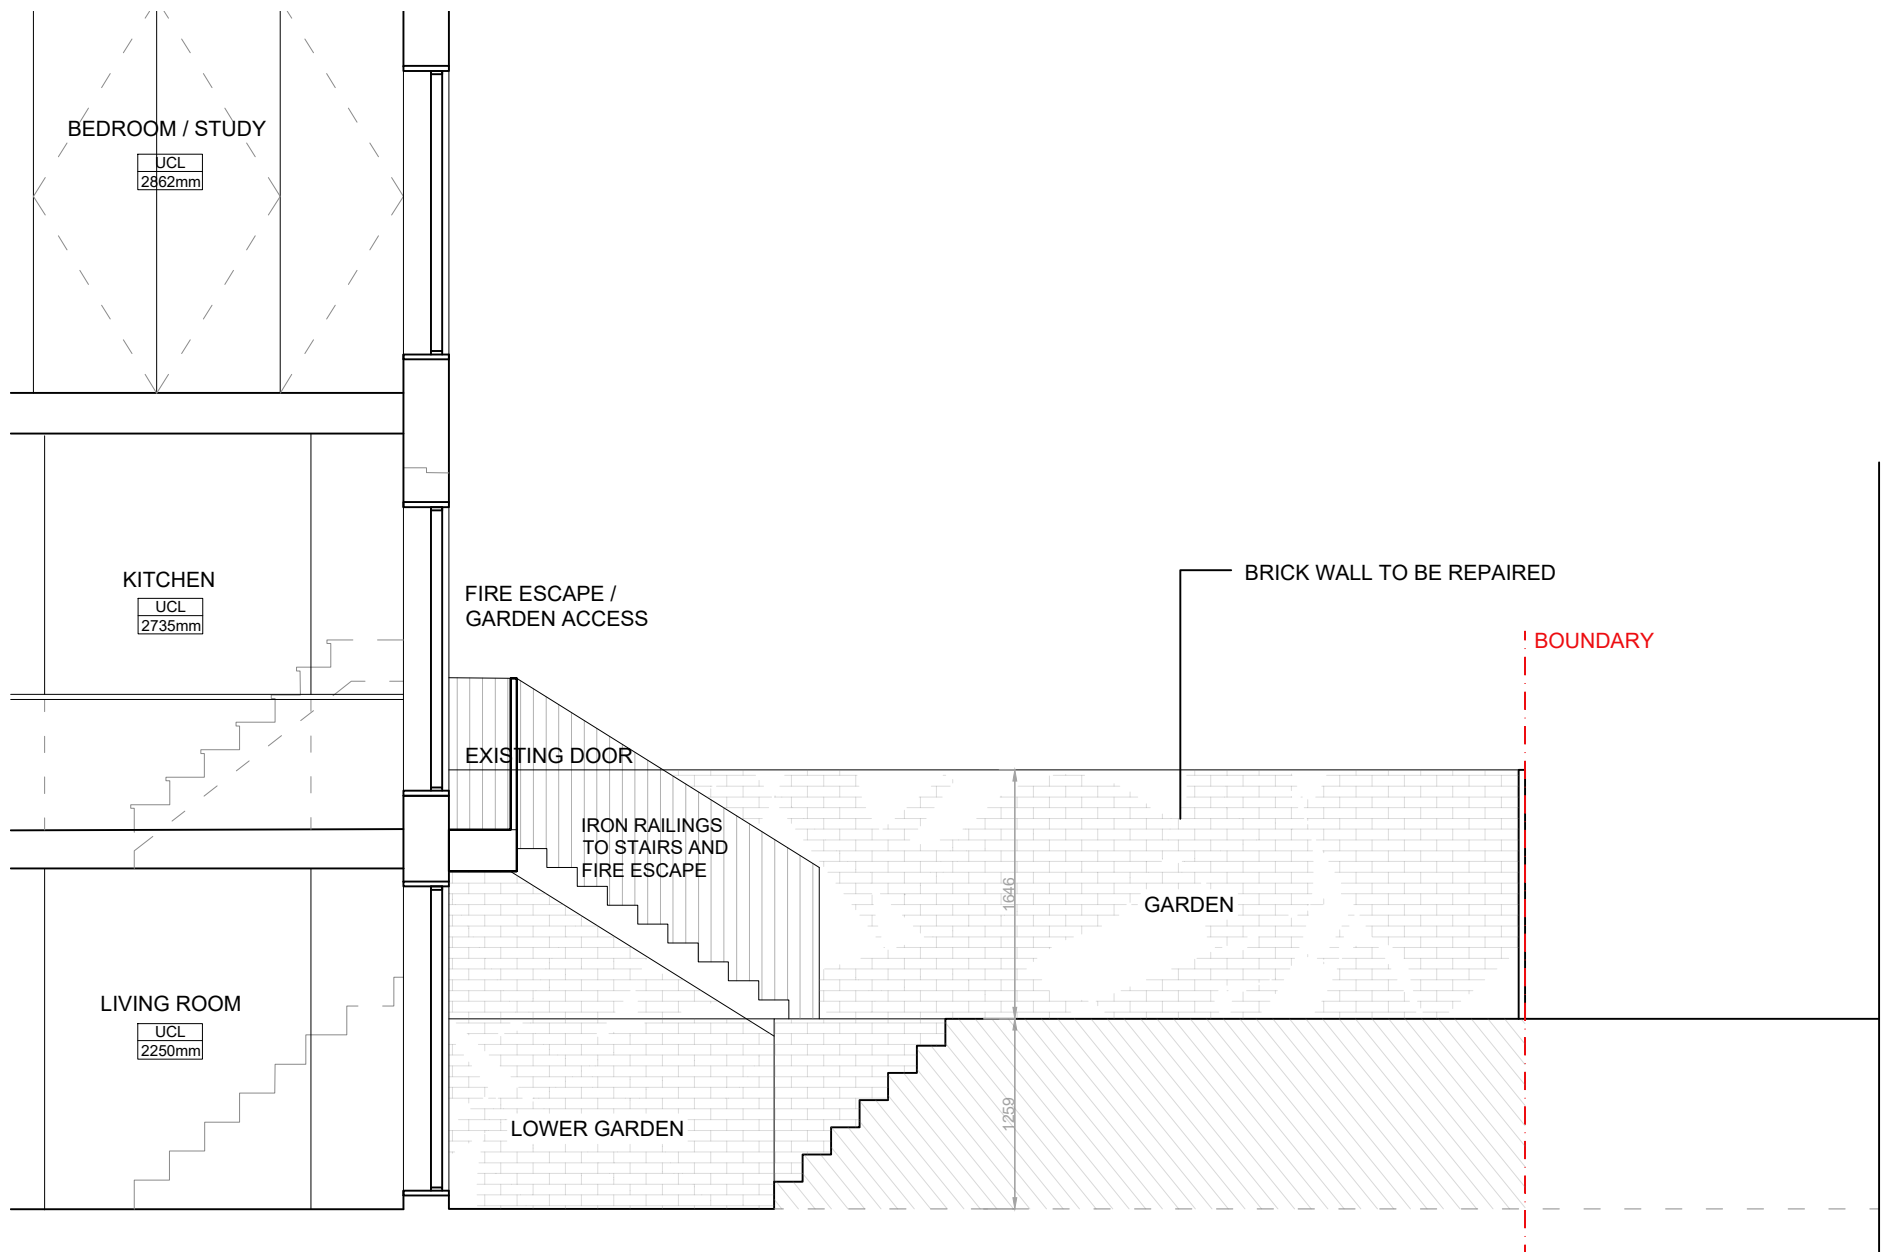 BEDROOM / STUDY
UCL
2862mm
KITCHEN
UCL
2735mm
FIRE ESCAPE /
GARDEN ACCESS
BRICK WALL TO BE REPAIRED
BOUNDARY
EXISTING DOOR
IRON RAILINGS
TO STAIRS AND
FIRE ESCAPE
1646
GARDEN
LIVING ROOM
UCL
2250mm
LOWER GARDEN
1259